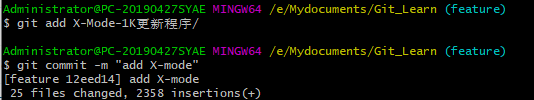 Administrator@PC-20190427SYAE MINGW64 /e/Mydocuments/Git_Learn (feature)
$ git add X-Mode-1K更新程序/
Administrator@PC-20190427SYAE MINGW64 /e/Mydocuments/Git_Learn (feature)
$ git commit -m "add X-mode"
[feature 12eed14] add X-mode
 25 files changed, 2358 insertions(+)